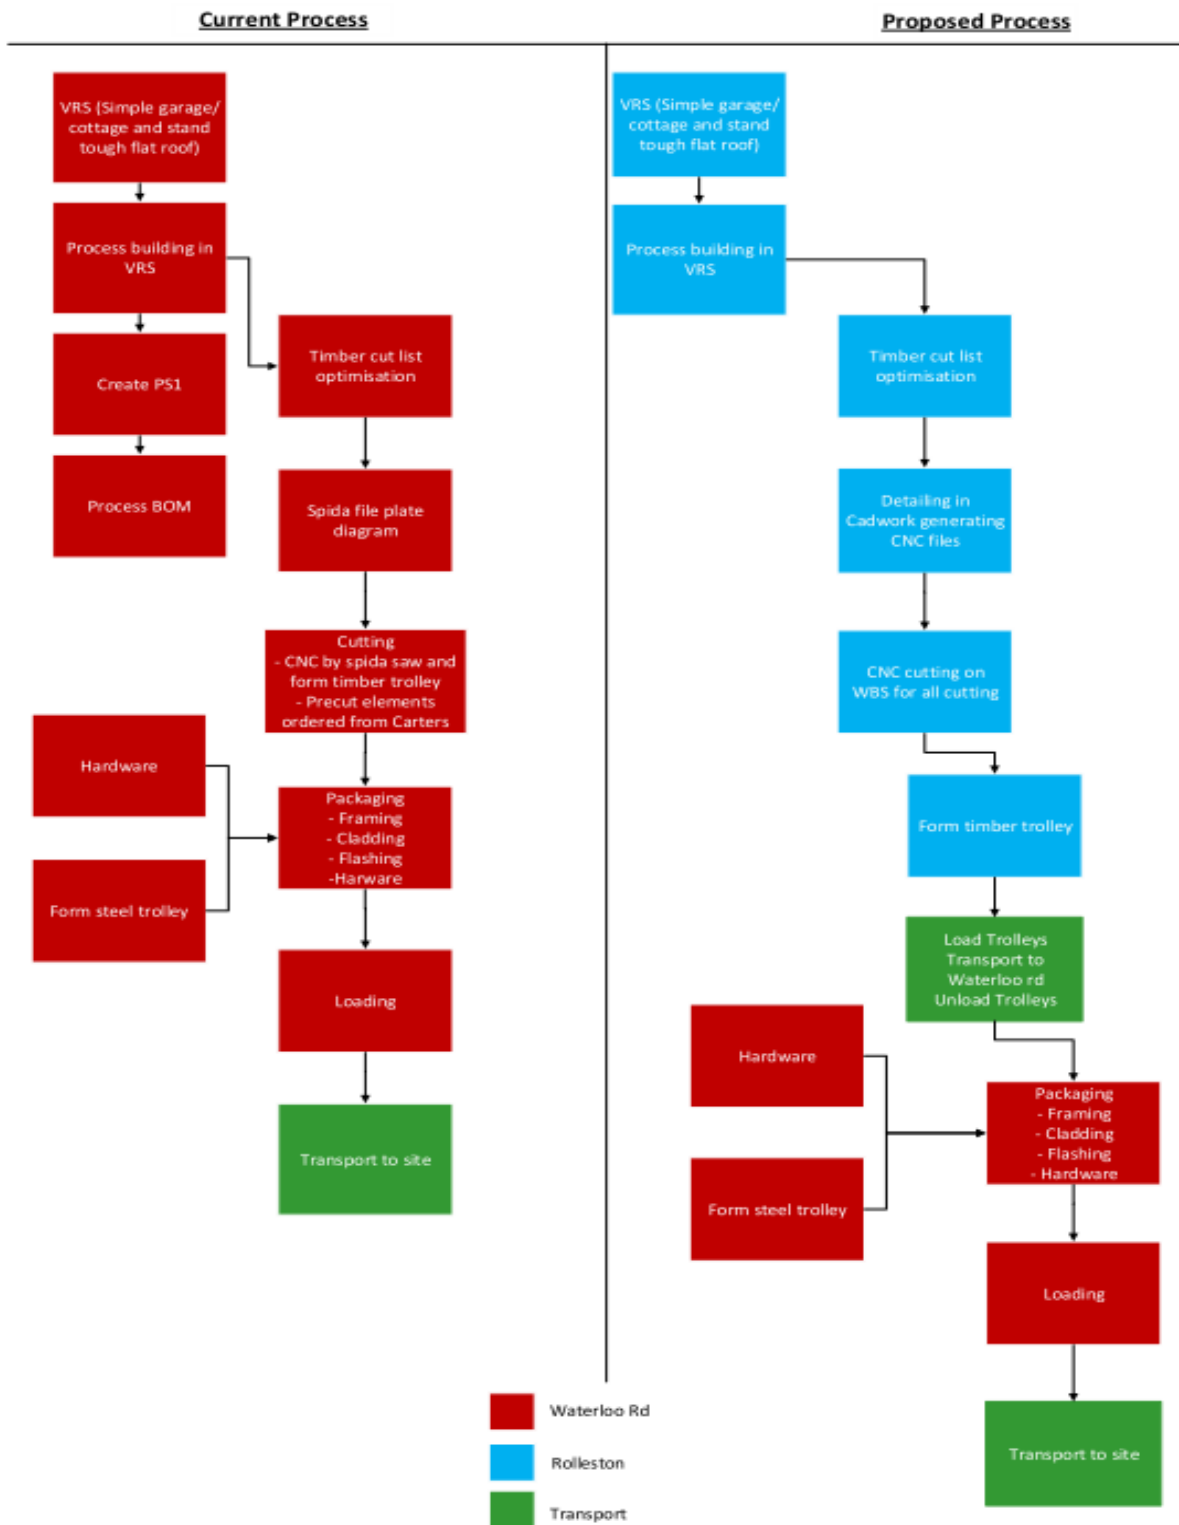 Current Process
VRS (Simple garage/
cottage and stand
tough flat roof)
Process building in
VRS
Create PS1
Process BOM
Timber cut list
optimisation
Spida file plate
diagram
Cutting
- CNC by spida saw and
form timber trolley
- Precut elements
ordered from Carters
Hardware
Form steel trolley
Packaging
- Framing
- Cladding
- Flashing
-Harware
Loading
Transport to site
Proposed Process
VRS (Simple garage/
cottage and stand
tough flat roof)
Process building in
VRS
Timber cut list
optimisation
Detailing in
Cadwork generating
CNC files
CNC cutting on
WBS for all cutting
Form timber trolley
Load Trolleys
Transport to
Waterloo rd
Unload Trolleys
Hardware
Form steel trolley
Packaging
- Framing
- Cladding
- Flashing
- Hardware
Loading
Transport to site
Waterloo Rd
Rolleston
Transport